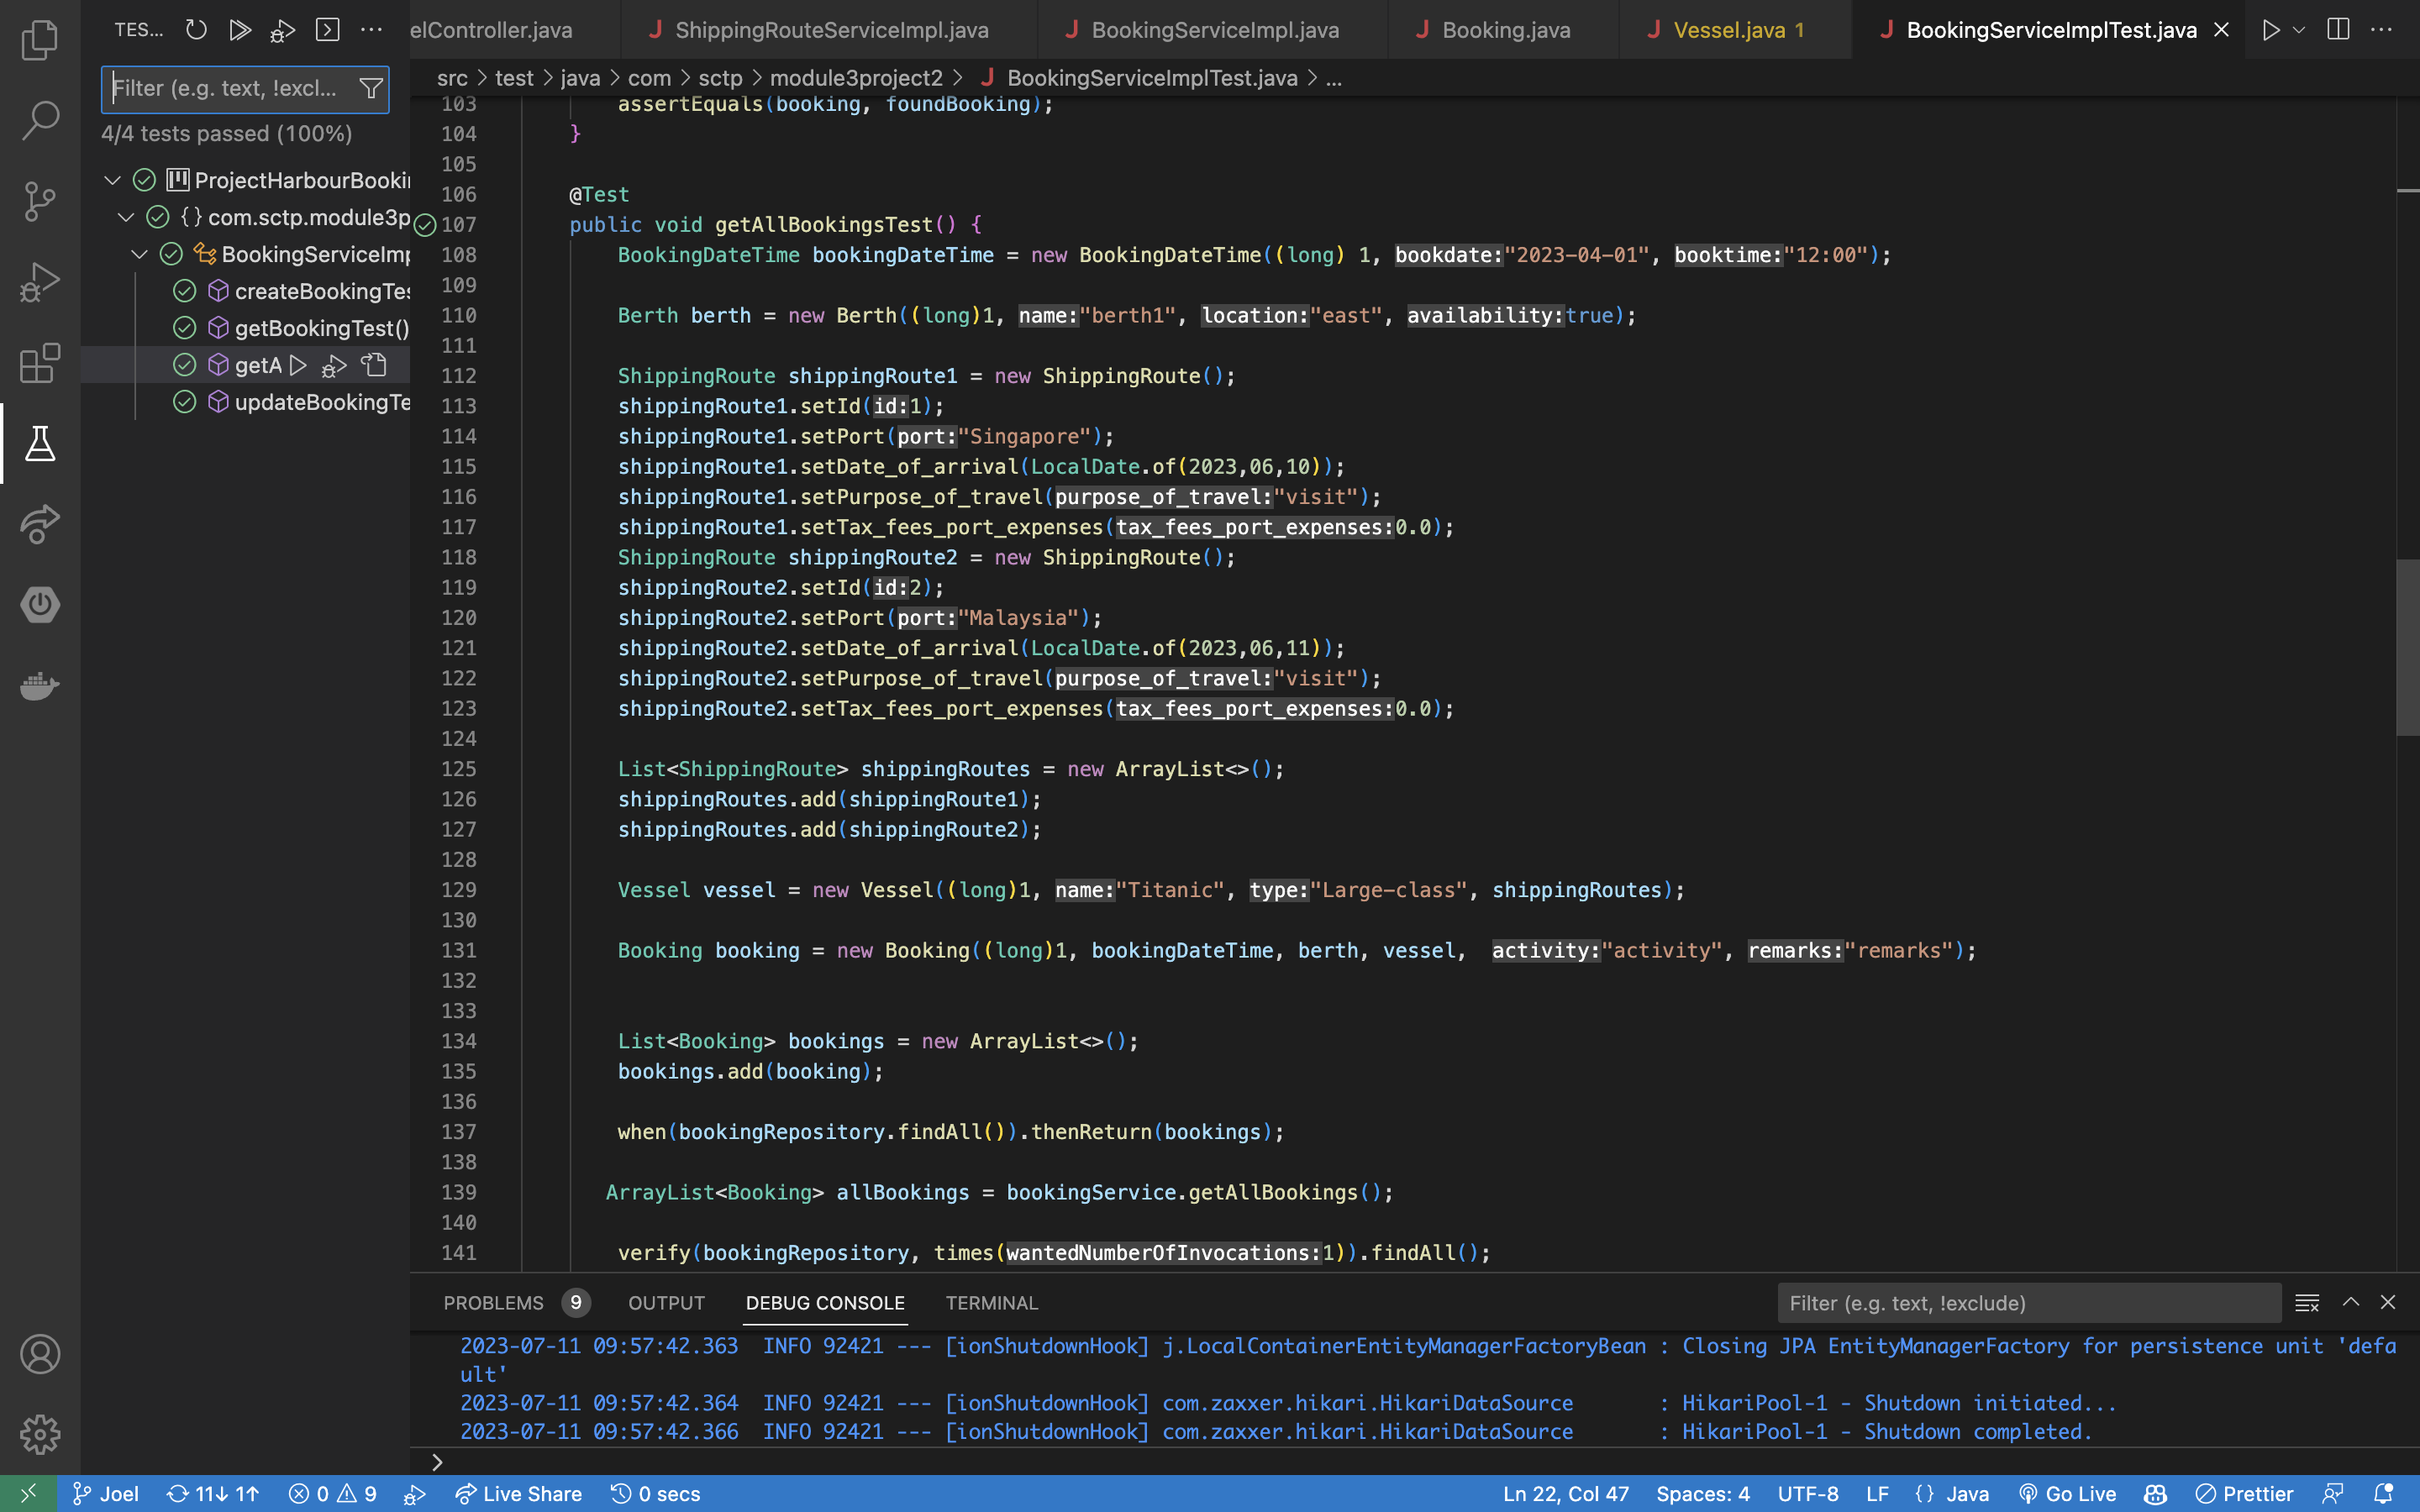 TES...
elController.java
ShippingRouteServiceImpl.java
BookingServiceImpl.java
Booking.java
Vessel.java 1
BookingServiceImplTest.java
Filter (e.g. text, !excl...
4/4 tests passed (100%)
ProjectHarbourBookin
{} com.sctp.module3p
BookingServiceImp
createBookingTes
getBookingTest()
getA
updateBookingTe
src > test > java > com > sctp > module3project2 > BookingServiceImplTest.java > ...
103 assertEquals(booking, foundBooking);
104 }
105
106 @Test
107 public void getAllBookingsTest() {
108 BookingDateTime bookingDateTime = new BookingDateTime((long) 1, bookdate:"2023-04-01", booktime:"12:00");
109
110 Berth berth = new Berth((long)1, name:"berth1", location:"east", availability:true);
111
112 ShippingRoute shippingRoute1 = new ShippingRoute();
113 shippingRoute1.setId(id:1);
114 shippingRoute1.setPort(port:"Singapore");
115 shippingRoute1.setDate_of_arrival(LocalDate.of(2023,06,10));
116 shippingRoute1.setPurpose_of_travel(purpose_of_travel:"visit");
117 shippingRoute1.setTax_fees_port_expenses(tax_fees_port_expenses:0.0);
118 ShippingRoute shippingRoute2 = new ShippingRoute();
119 shippingRoute2.setId(id:2);
120 shippingRoute2.setPort(port:"Malaysia");
121 shippingRoute2.setDate_of_arrival(LocalDate.of(2023,06,11));
122 shippingRoute2.setPurpose_of_travel(purpose_of_travel:"visit");
123 shippingRoute2.setTax_fees_port_expenses(tax_fees_port_expenses:0.0);
124
125 List<ShippingRoute> shippingRoutes = new ArrayList<>();
126 shippingRoutes.add(shippingRoute1);
127 shippingRoutes.add(shippingRoute2);
128
129 Vessel vessel = new Vessel((long)1, name:"Titanic", type:"Large-class", shippingRoutes);
130
131 Booking booking = new Booking((long)1, bookingDateTime, berth, vessel,  activity:"activity", remarks:"remarks");
132
133
134 List<Booking> bookings = new ArrayList<>();
135 bookings.add(booking);
136
137 when(bookingRepository.findAll()).thenReturn(bookings);
138
139 ArrayList<Booking> allBookings = bookingService.getAllBookings();
140
141 verify(bookingRepository, times(wantedNumberOfInvocations:1)).findAll();
PROBLEMS 9 OUTPUT DEBUG CONSOLE TERMINAL
Filter (e.g. text, !exclude)
2023-07-11 09:57:42.363  INFO 92421 --- [ionShutdownHook] j.LocalContainerEntityManagerFactoryBean : Closing JPA EntityManagerFactory for persistence unit 'defa
ult'
2023-07-11 09:57:42.364  INFO 92421 --- [ionShutdownHook] com.zaxxer.hikari.HikariDataSource       : HikariPool-1 - Shutdown initiated...
2023-07-11 09:57:42.366  INFO 92421 --- [ionShutdownHook] com.zaxxer.hikari.HikariDataSource       : HikariPool-1 - Shutdown completed.
>
Joel 11↓ 1↑ 0 9 Live Share 0 secs Ln 22, Col 47 Spaces: 4 UTF-8 LF {} Java Go Live Prettier